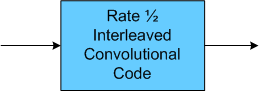 Rate ½
Interleaved
Convolutional
Code